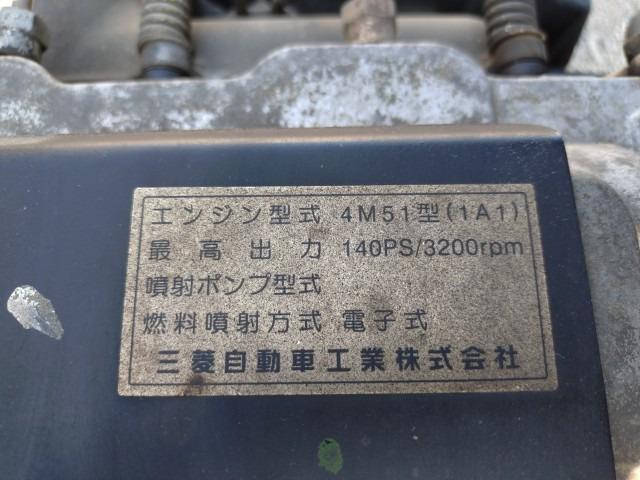 エンジン型式 4M51型(1A1)
最高出力 140PS/3200rpm
噴射ポンプ型式
燃料噴射方式 電子式
三菱自動車工業株式会社